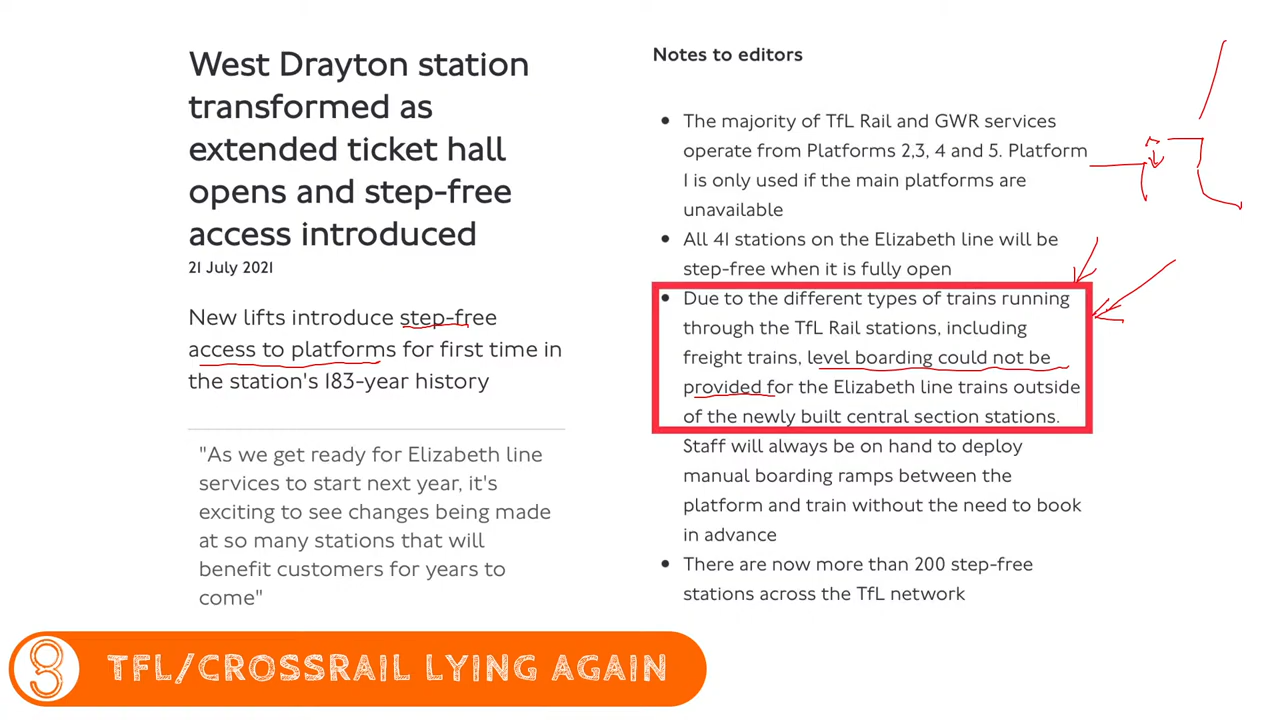 West Drayton station
transformed as
extended ticket hall
opens and step-free
access introduced
21 July 2021
New lifts introduce step-free
access to platforms for first time in
the station's 183-year history
"As we get ready for Elizabeth line
services to start next year, it's
exciting to see changes being made
at so many stations that will
benefit customers for years to
come"
Notes to editors
• The majority of TfL Rail and GWR services
operate from Platforms 2,3, 4 and 5. Platform
1 is only used if the main platforms are
unavailable
• All 41 stations on the Elizabeth line will be
step-free when it is fully open
• Due to the different types of trains running
through the TfL Rail stations, including
freight trains, level boarding could not be
provided for the Elizabeth line trains outside
of the newly built central section stations.
Staff will always be on hand to deploy
manual boarding ramps between the
platform and train without the need to book
in advance
• There are now more than 200 step-free
stations across the TfL network
TFL/CROSSRAIL LYING AGAIN